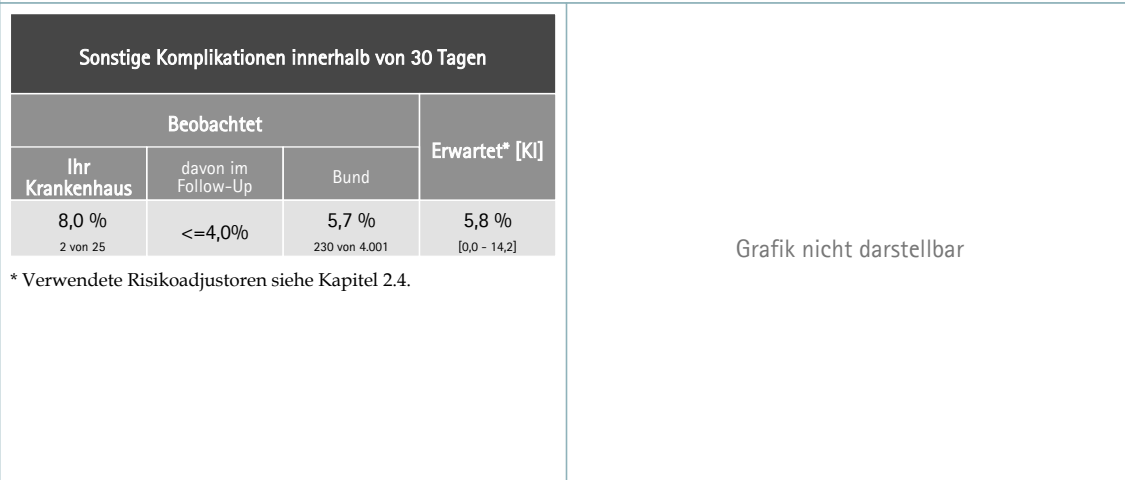 Sonstige Komplikationen innerhalb von 30 Tagen
Beobachtet
Erwartet* [KI]
Ihr
Krankenhaus
davon im
Follow-Up
Bund
8,0 %
2 von 25
<=4,0%
5,7 %
230 von 4.001
5,8 %
[0,0 - 14,2]
* Verwendete Risikoadjustoren siehe Kapitel 2.4.
Grafik nicht darstellbar